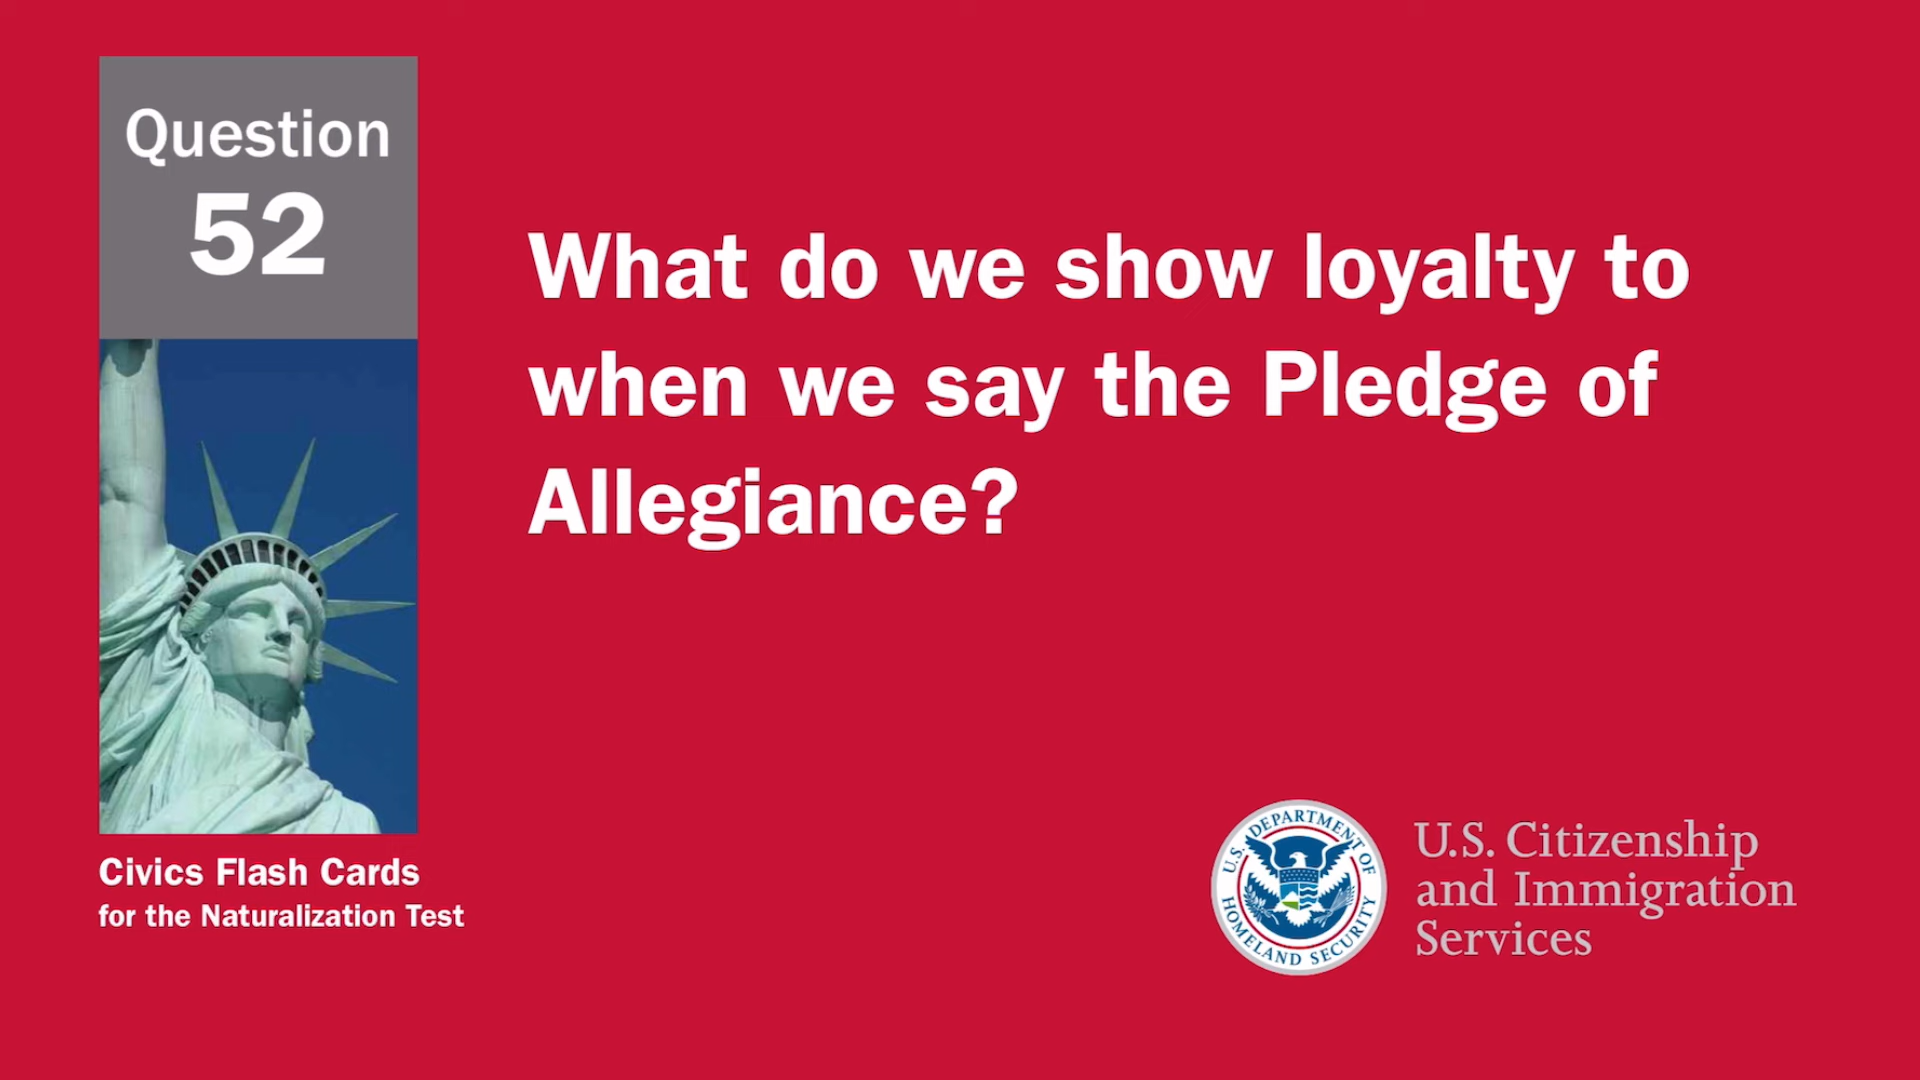 Question
52
What do we show loyalty to
when we say the Pledge of
Allegiance?
Civics Flash Cards
for the Naturalization Test
U.S. DEPARTMENT OF
HOMELAND SECURITY
U.S. Citizenship
and Immigration
Services